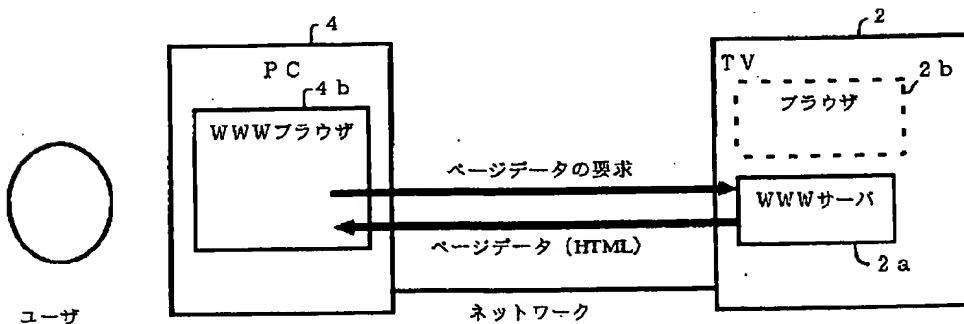 4
PC
4b
WWWブラウザ
2
TV
2b
ブラウザ
ページデータの要求
WWWサーバ
ページデータ (HTML)
2a
ネットワーク
ユーザ